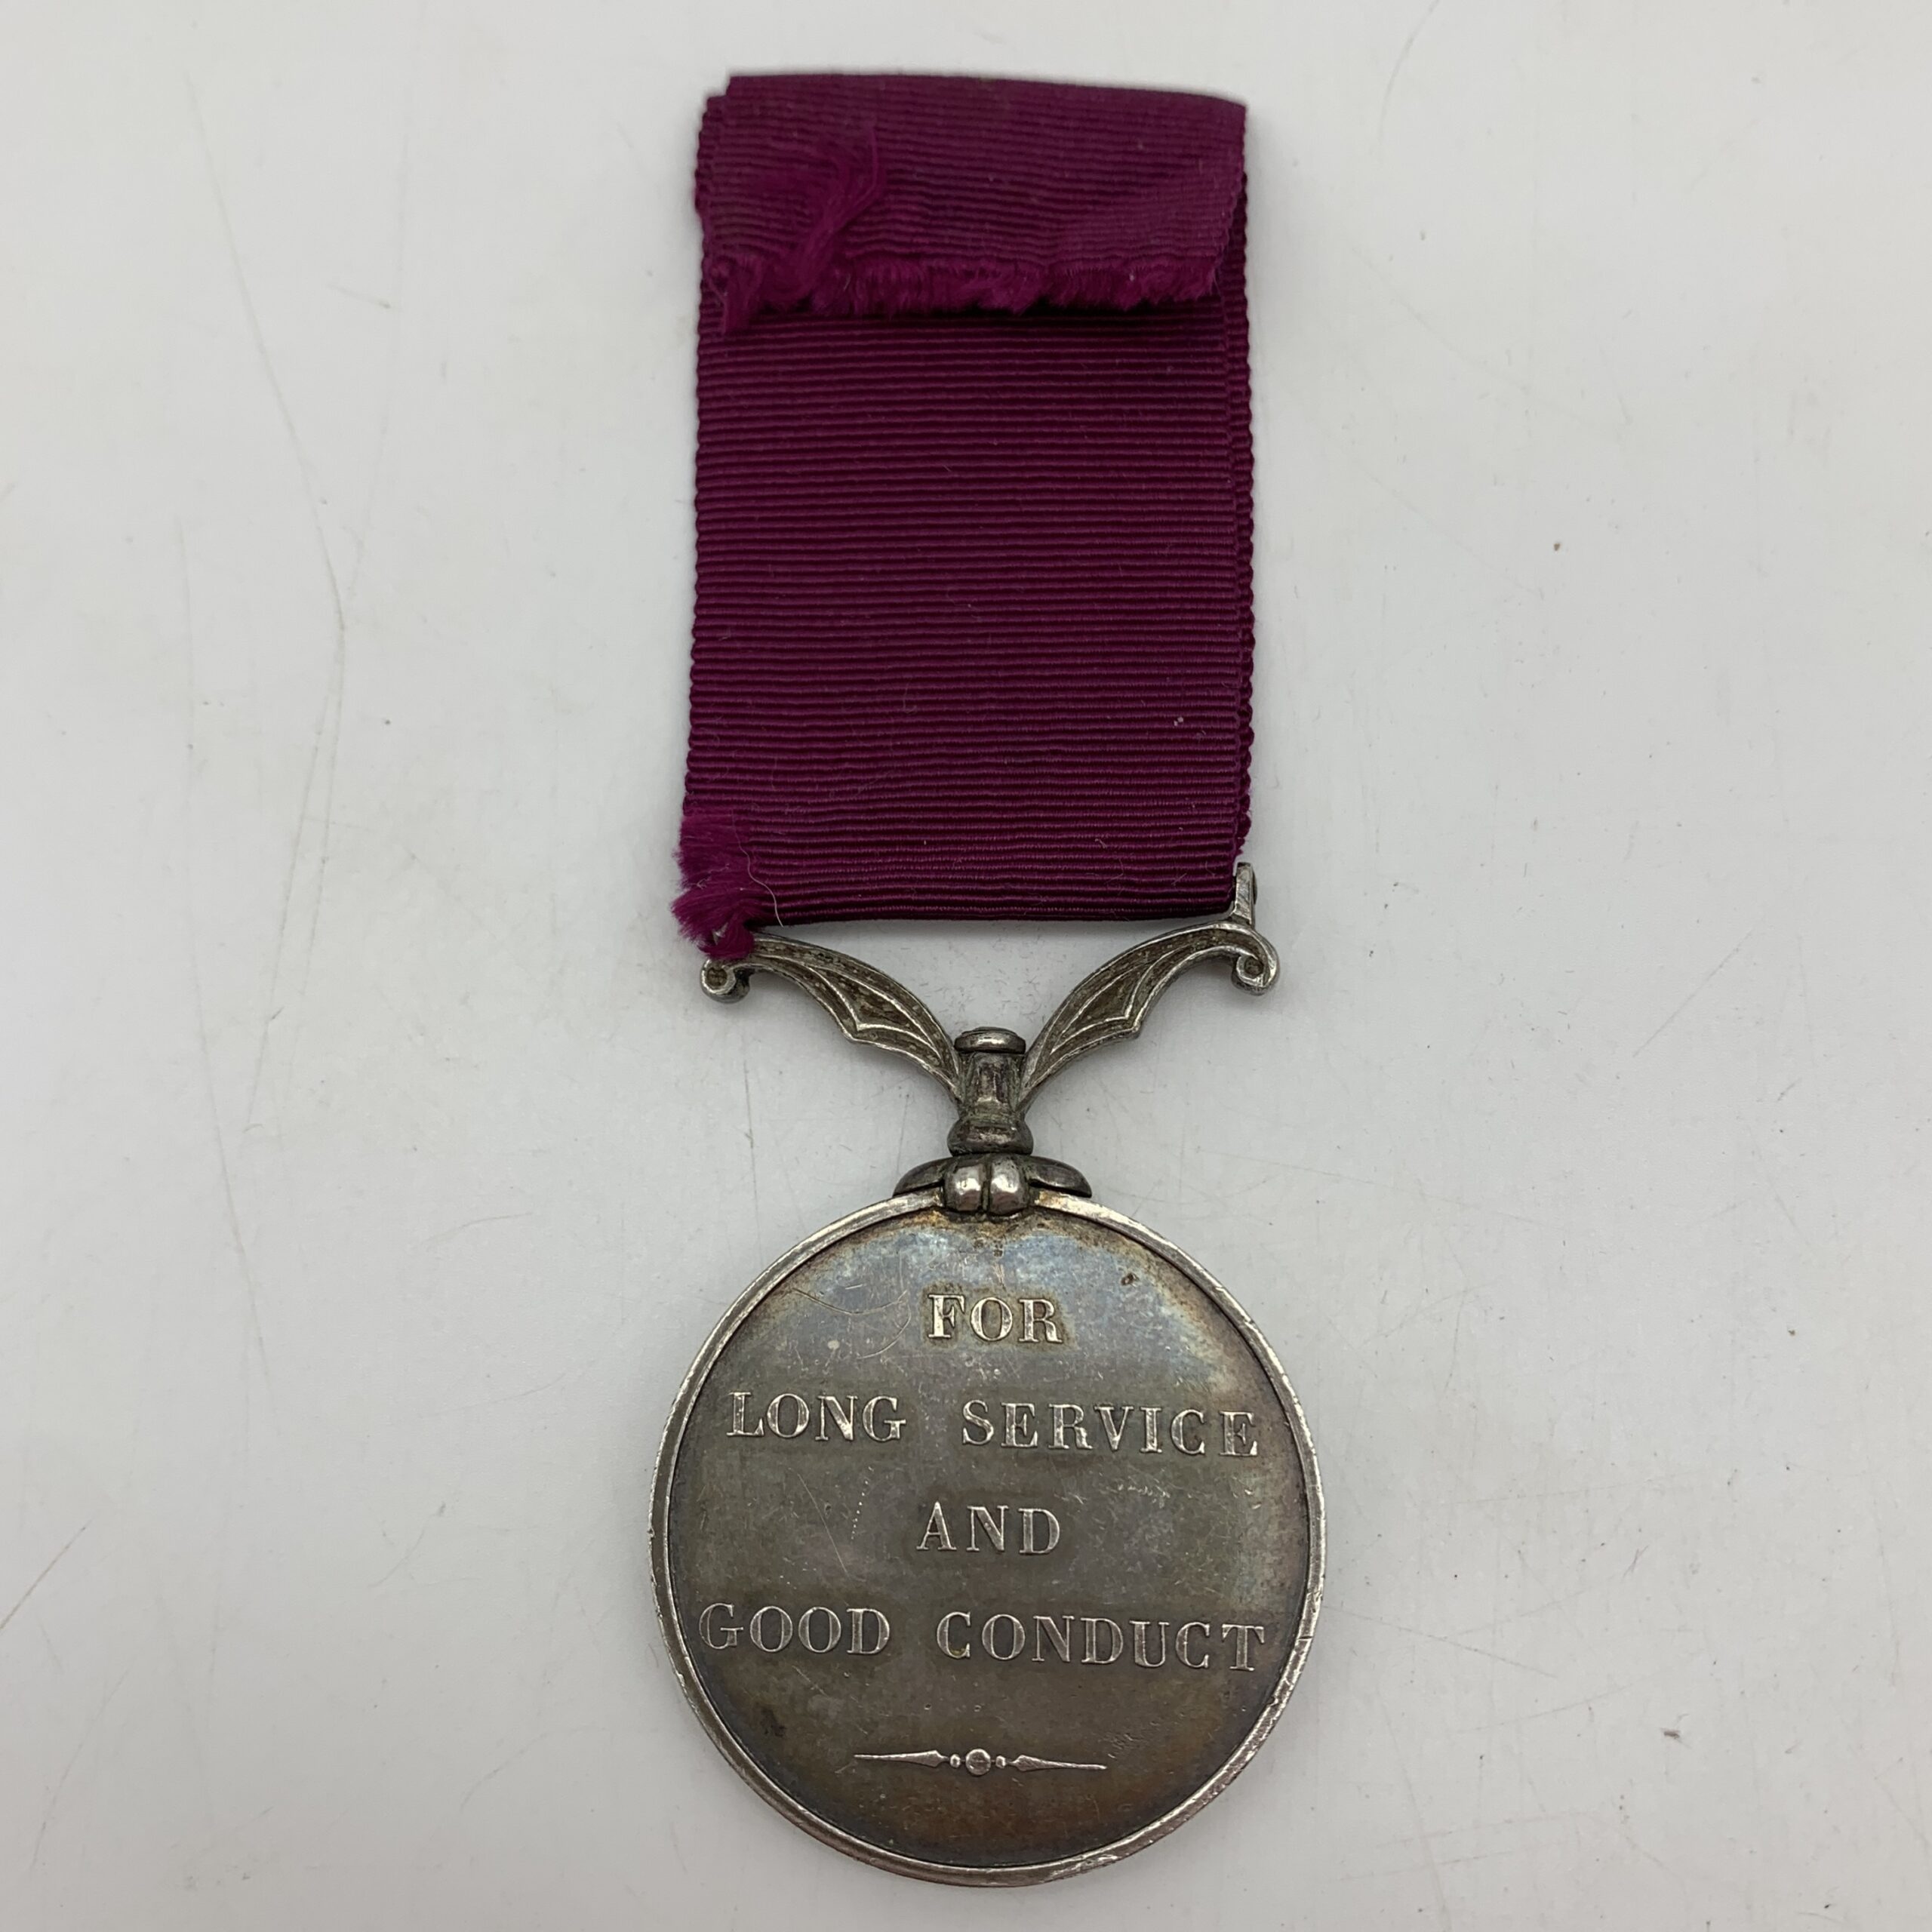 FOR
LONG SERVICE
AND
GOOD CONDUCT